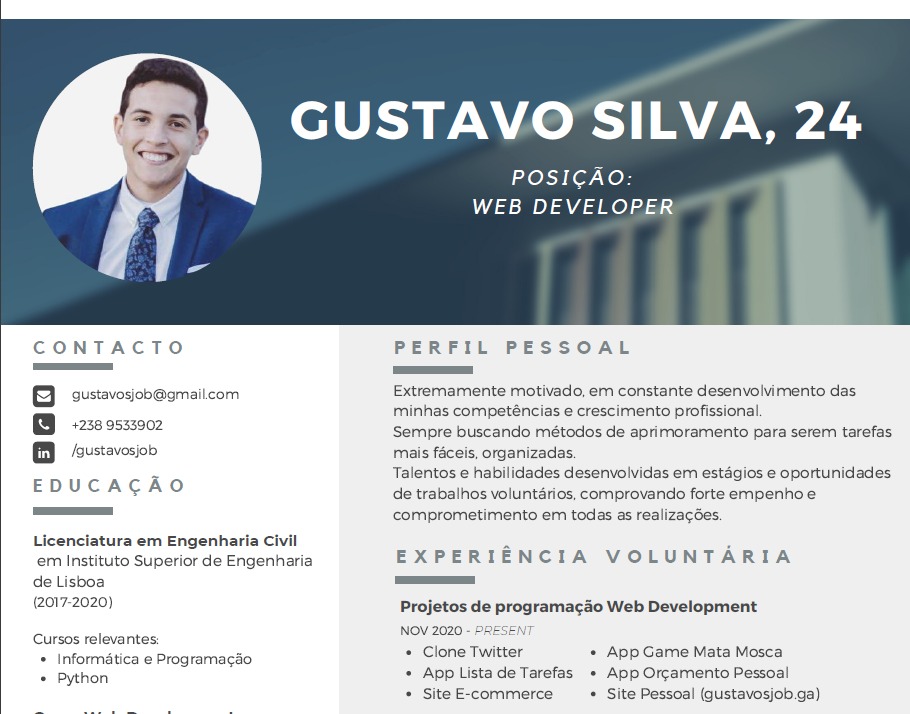 GUSTAVO SILVA, 24
POSIÇÃO:
WEB DEVELOPER
CONTACTO
gustavosjob@gmail.com
+238 9533902
/gustavosjob
EDUCAÇÃO
Licenciatura em Engenharia Civil
em Instituto Superior de Engenharia
de Lisboa
(2017-2020)
Cursos relevantes:
• Informática e Programação
• Python
PERFIL PESSOAL
Extremamente motivado, em constante desenvolvimento das
minhas competências e crescimento profissional.
Sempre buscando métodos de aprimoramento para serem tarefas
mais fáceis, organizadas.
Talentos e habilidades desenvolvidas em estágios e oportunidades
de trabalhos voluntários, comprovando forte empenho e
comprometimento em todas as realizações.
EXPERIÊNCIA VOLUNTÁRIA
Projetos de programação Web Development
NOV 2020 - PRESENT
• Clone Twitter
• App Lista de Tarefas
• Site E-commerce
• App Game Mata Mosca
• App Orçamento Pessoal
• Site Pessoal (gustavosjob.ga)